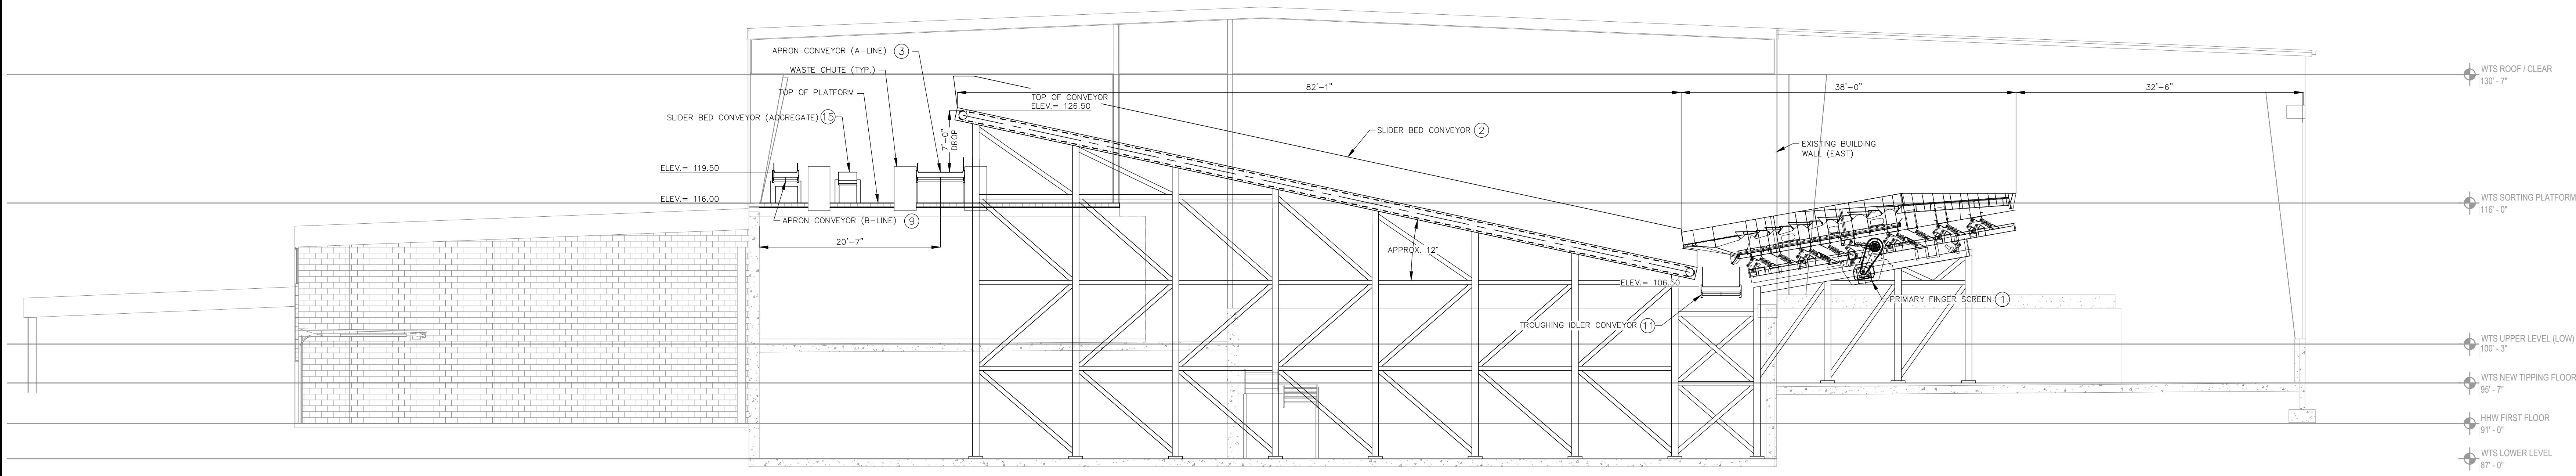 APRON CONVEYOR (A-LINE) 3
WASTE CHUTE (TYP.)
TOP OF PLATFORM
SLIDER BED CONVEYOR (AGGREGATE) 15
TOP OF CONVEYOR
ELEV.= 126.50
7'-0"
DROP
82'-1"
38'-0"
32'-6"
SLIDER BED CONVEYOR 2
EXISTING BUILDING
WALL (EAST)
ELEV.= 119.50
ELEV.= 116.00
APRON CONVEYOR (B-LINE) 9
20'-7"
APPROX. 12°
ELEV.= 106.50
TROUGHING IDLER CONVEYOR 11
PRIMARY FINGER SCREEN 1
WTS ROOF / CLEAR
130' - 7"
WTS SORTING PLATFORM
116' - 0"
WTS UPPER LEVEL (LOW)
100' - 3"
WTS NEW TIPPING FLOOR
95' - 7"
HHW FIRST FLOOR
91' - 0"
WTS LOWER LEVEL
87' - 0"